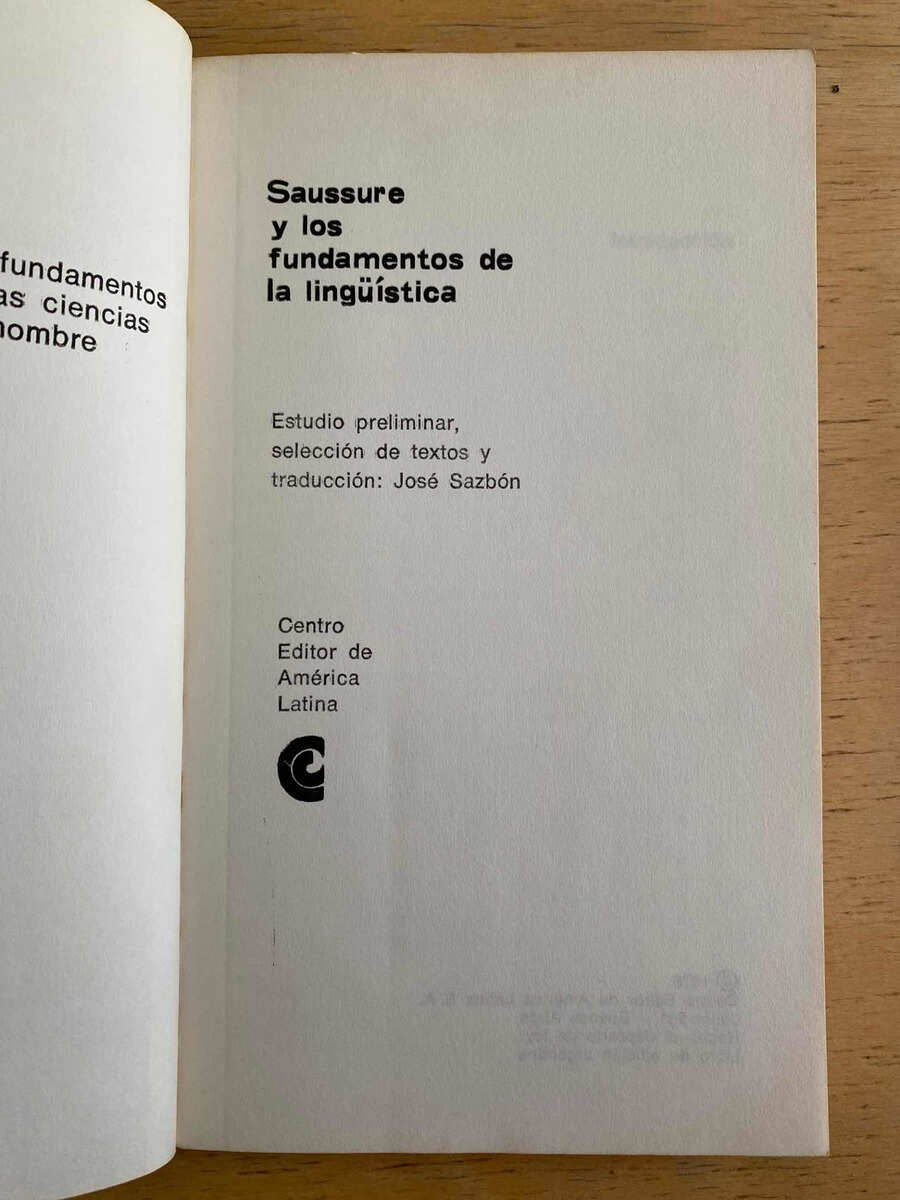 fundamentos
as ciencias
hombre
Saussure
y los
fundamentos de
la lingüística
Estudio preliminar,
selección de textos y
traducción: José Sazbón
Centro
Editor de
América
Latina